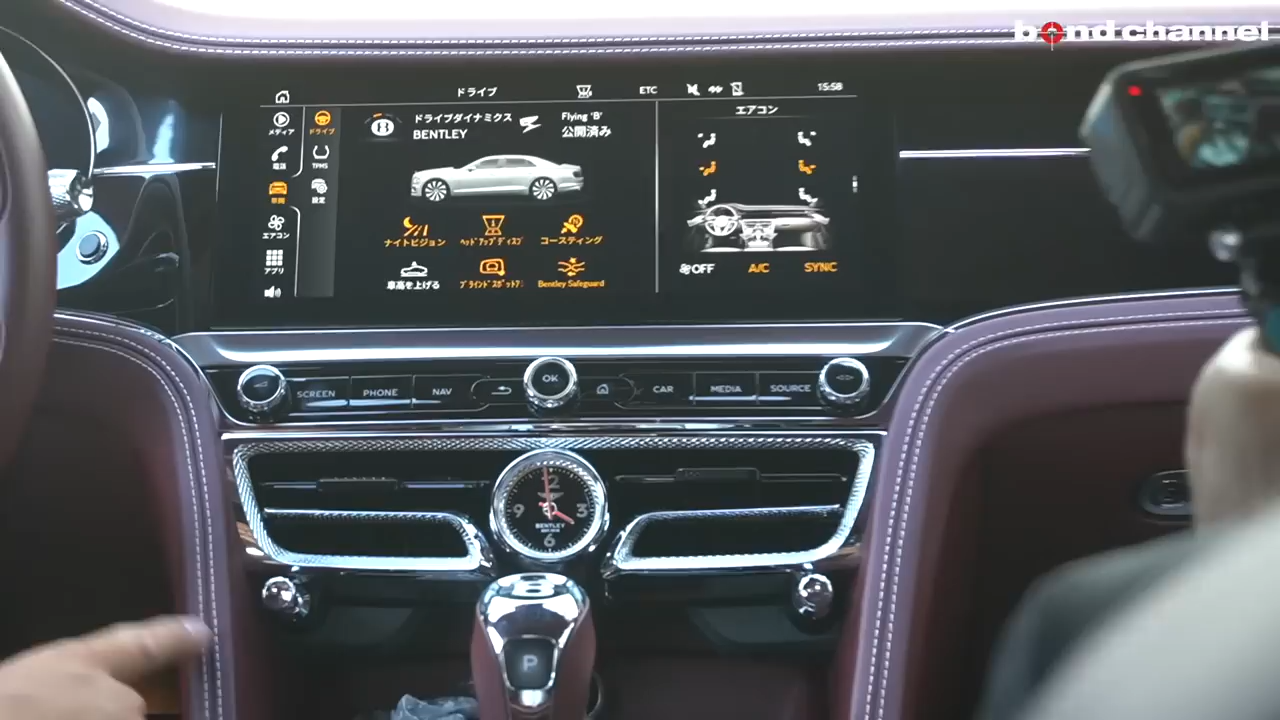 bond channel
ドライブ
ETC
15:58
メディア
電話
車両
エアコン
アプリ
ドライブ
TPMS
設定
ドライブダイナミクス
BENTLEY
Flying 'B'
公開済み
ナイトビジョン
ヘッドアップディスプ
コースティング
車高を上げる
ブラインドスポットアシ
Bentley Safeguard
エアコン
OFF
A/C
SYNC
SCREEN
PHONE
NAV
OK
CAR
MEDIA
SOURCE
12
9
3
6
BENTLEY
B
P